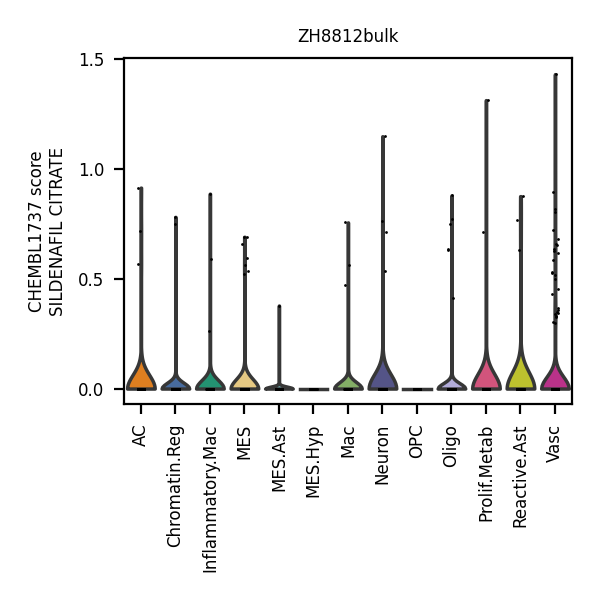 ZH8812bulk
CHEMBL1737 score
SILDENAFIL CITRATE
1.5
1.0
0.5
0.0
AC
Chromatin.Reg
Inflammatory.Mac
MES
MES.Ast
MES.Hyp
Mac
Neuron
OPC
Oligo
Prolif.Metab
Reactive.Ast
Vasc